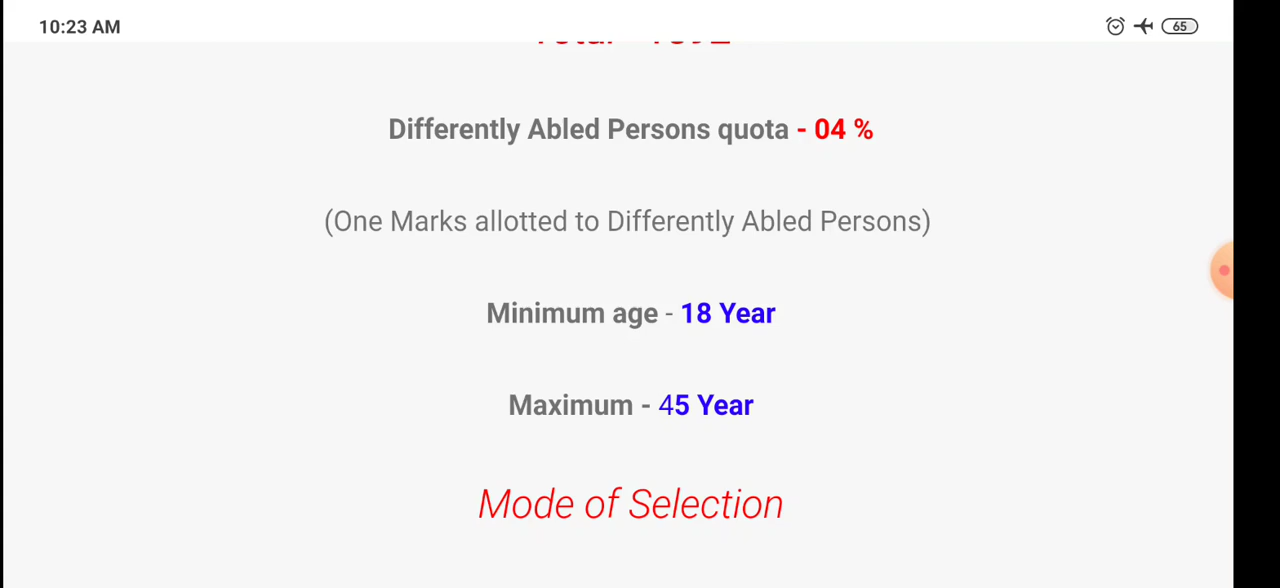 10:23 AM
65
Differently Abled Persons quota - 04 %
(One Marks allotted to Differently Abled Persons)
Minimum age - 18 Year
Maximum - 45 Year
Mode of Selection